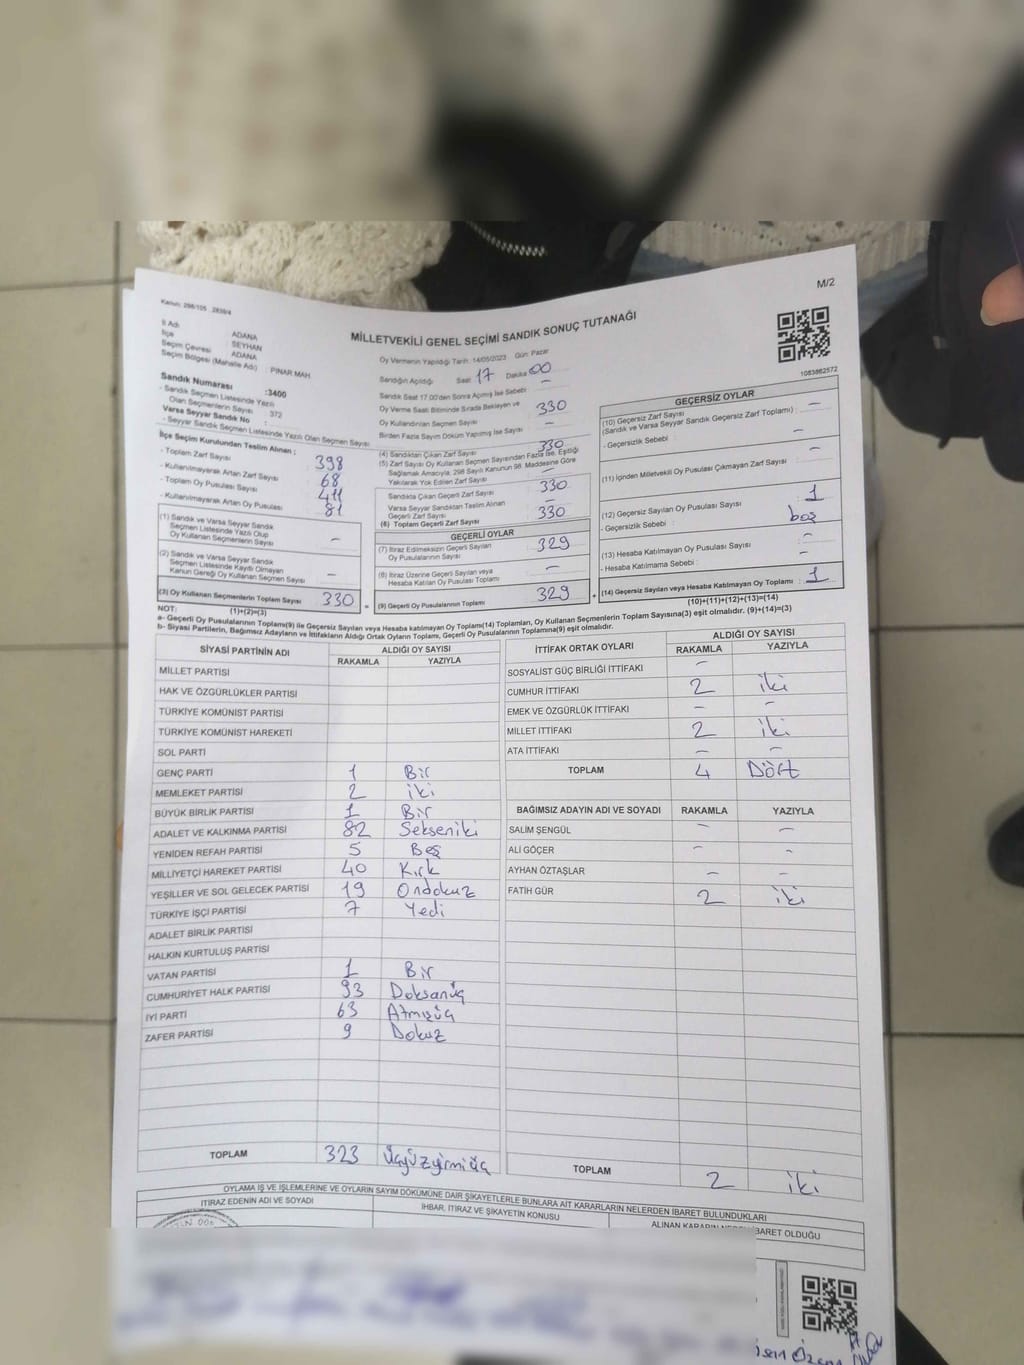 M/2
Kanun: 298/105 2839/4
MİLLETVEKİLİ GENEL SEÇİMİ SANDIK SONUÇ TUTANAĞI
İl Adı : ADANA
İlçe : SEYHAN
Seçim Çevresi : ADANA
Seçim Bölgesi (Mahalle Adı) : PINAR MAH
1083862572
Oy Vermenin Yapıldığı Tarih: 14/05/2023 Gün: Pazar
Sandığın Açıldığı Saat 17 Dakika 00
Sandık Saat 17.00'den Sonra Açımış İse Sebebi : –
Oy Verme Saati Bitiminde Sırada Bekleyen ve
Oy Kullandırılan Seçmen Sayısı : 330
Birden Fazla Sayım Döküm Yapılmış İse Sayısı : –
Sandık Numarası :3400
- Sandık Seçmen Listesinde Yazılı
Olan Seçmenlerin Sayısı : 372
Varsa Seyyar Sandık No :
- Seyyar Sandık Seçmen Listesinde Yazılı Olan Seçmen Sayısı
İlçe Seçim Kurulundan Teslim Alınan ;
- Toplam Zarf Sayısı : 398
- Kullanılmayarak Artan Zarf Sayısı : 68
- Toplam Oy Pusulası Sayısı : 411
- Kullanılmayarak Artan Oy Pusulası : 81
(1) Sandık ve Varsa Seyyar Sandık
Seçmen Listesinde Yazılı Olup
Oy Kullanan Seçmenlerin Sayısı –
(2) Sandık ve Varsa Seyyar Sandık
Seçmen Listesinde Kayıtlı Olmayan
Kanun Gereği Oy Kullanan Seçmen Sayısı –
(3) Oy Kullanan Seçmenlerin Toplam Sayısı 330
(1)+(2)=(3)
(4) Sandıktan Çıkan Zarf Sayısı 330
(5) Zarf Sayısı Oy Kullanan Seçmen Sayısından Fazla İse, Eşitliği
Sağlamak Amacıyla, 298 Sayılı Kanunun 98. Maddesine Göre
Yakılarak Yok Edilen Zarf Sayısı –
Sandıkta Çıkan Geçerli Zarf Sayısı 330
Varsa Seyyar Sandıktan Teslim Alınan
Geçerli Zarf Sayısı –
(6) Toplam Geçerli Zarf Sayısı 330
GEÇERLİ OYLAR
(7) İtiraz Edilmeksizin Geçerli Sayılan
Oy Pusulalarının Sayısı 329
(8) İtiraz Üzerine Geçerli Sayılan veya
Hesaba Katılan Oy Pusulası Toplamı –
= (9) Geçerli Oy Pusulalarının Toplamı 329
GEÇERSİZ OYLAR
(10) Geçersiz Zarf Sayısı
(Sandık ve Varsa Seyyar Sandık Geçersiz Zarf Toplamı) : –
- Geçersizlik Sebebi : –
(11) İçinden Milletvekili Oy Pusulası Çıkmayan Zarf Sayısı : –
(12) Geçersiz Sayılan Oy Pusulası Sayısı : 1
- Geçersizlik Sebebi : boş
(13) Hesaba Katılmayan Oy Pusulası Sayısı : –
- Hesaba Katılmama Sebebi : –
+ (14) Geçersiz Sayılan veya Hesaba Katılmayan Oy Toplamı : 1
(10)+(11)+(12)+(13)=(14)
NOT:
a- Geçerli Oy Pusulalarının Toplamı(9) ile Geçersiz Sayılan veya Hesaba Katılmayan Oy Toplamı(14) Toplamları, Oy Kullanan Seçmenlerin Toplam Sayısına(3) eşit olmalıdır. (9)+(14)=(3)
b- Siyasi Partilerin, Bağımsız Adayların ve İttifakların Aldığı Ortak Oyların Toplamı, Geçerli Oy Pusulalarının Toplamına(9) eşit olmalıdır.
SİYASİ PARTİNİN ADI ALDIĞI OY SAYISI
RAKAMLA YAZIYLA
MİLLET PARTİSİ
HAK VE ÖZGÜRLÜKLER PARTİSİ
TÜRKİYE KOMÜNİST PARTİSİ
TÜRKİYE KOMÜNİST HAREKETİ
SOL PARTİ
GENÇ PARTİ 1 Bir
MEMLEKET PARTİSİ 2 iki
BÜYÜK BİRLİK PARTİSİ 1 Bir
ADALET VE KALKINMA PARTİSİ 82 Sekseniki
YENİDEN REFAH PARTİSİ 5 Beş
MİLLİYETÇİ HAREKET PARTİSİ 40 Kırk
YEŞİLLER VE SOL GELECEK PARTİSİ 19 Ondokuz
TÜRKİYE İŞÇİ PARTİSİ 7 Yedi
ADALET BİRLİK PARTİSİ
HALKIN KURTULUŞ PARTİSİ
VATAN PARTİSİ 1 Bir
CUMHURİYET HALK PARTİSİ 93 Doksanüç
İYİ PARTİ 63 Atmışüç
ZAFER PARTİSİ 9 Dokuz
TOPLAM 323 Üçyüzyirmiüç
İTTİFAK ORTAK OYLARI ALDIĞI OY SAYISI
RAKAMLA YAZIYLA
SOSYALİST GÜÇ BİRLİĞİ İTTİFAKI –
CUMHUR İTTİFAKI 2 iki
EMEK VE ÖZGÜRLÜK İTTİFAKI – –
MİLLET İTTİFAKI 2 iki
ATA İTTİFAKI – –
TOPLAM 4 Dört
BAĞIMSIZ ADAYIN ADI VE SOYADI RAKAMLA YAZIYLA
SALİM ŞENGÜL – –
ALİ GÖÇER – –
AYHAN ÖZTAŞLAR – –
FATİH GÜR 2 iki
TOPLAM 2 iki
OYLAMA İŞ VE İŞLEMLERİNE VE OYLARIN SAYIM DÖKÜMÜNE DAİR ŞİKAYETLERLE BUNLARA AİT KARARLARIN NELERDEN İBARET BULUNDUKLARI
İTİRAZ EDENİN ADI VE SOYADI
İHBAR, İTİRAZ VE ŞİKAYETİN KONUSU
ALINAN KARARIN NEDEN İBARET OLDUĞU